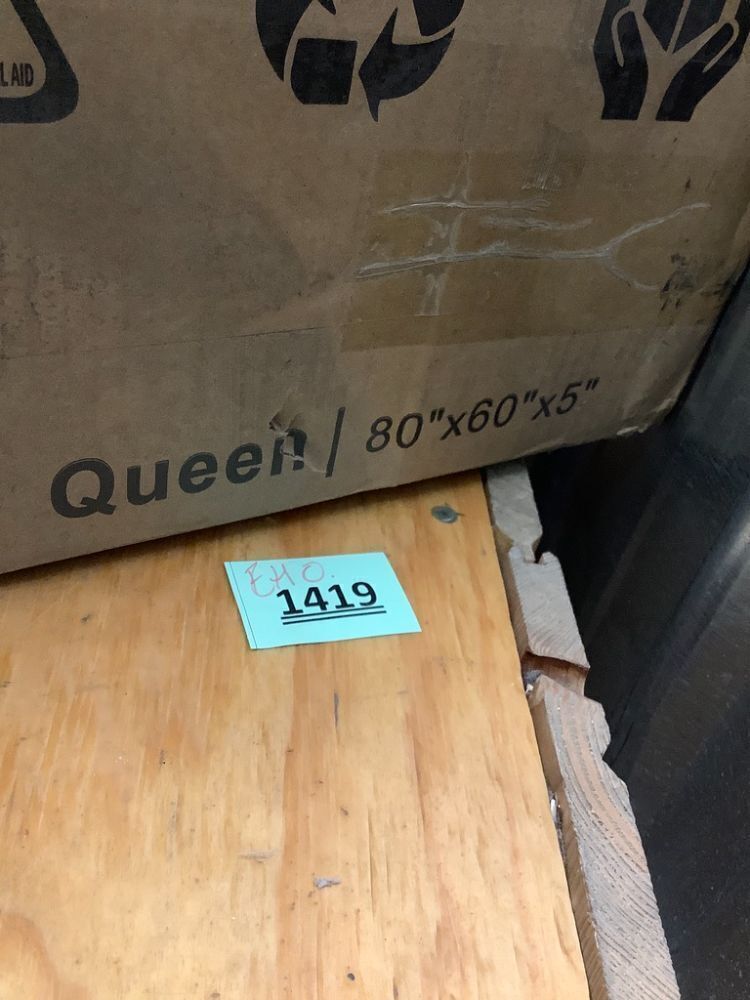 L AID
Queen / 80"x60"x5"
EHO.
1419